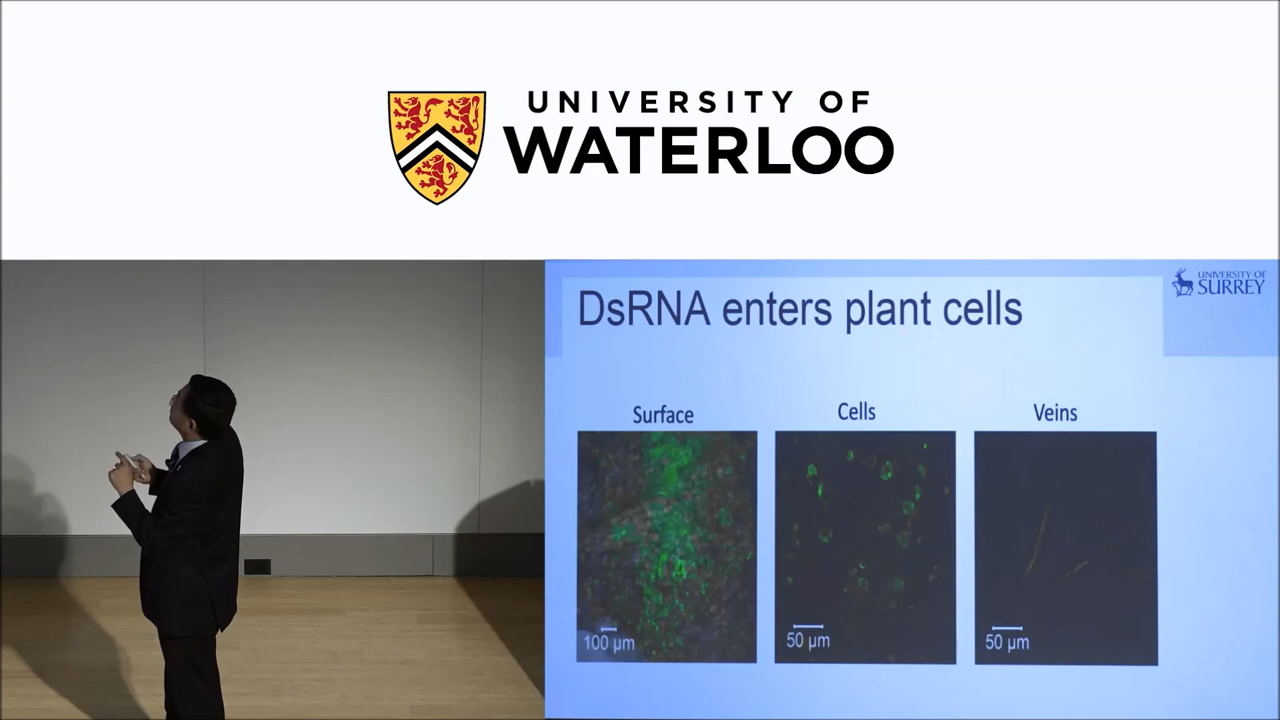 UNIVERSITY OF
WATERLOO
UNIVERSITY OF
SURREY
DsRNA enters plant cells
Surface
Cells
Veins
100 µm
50 µm
50 µm